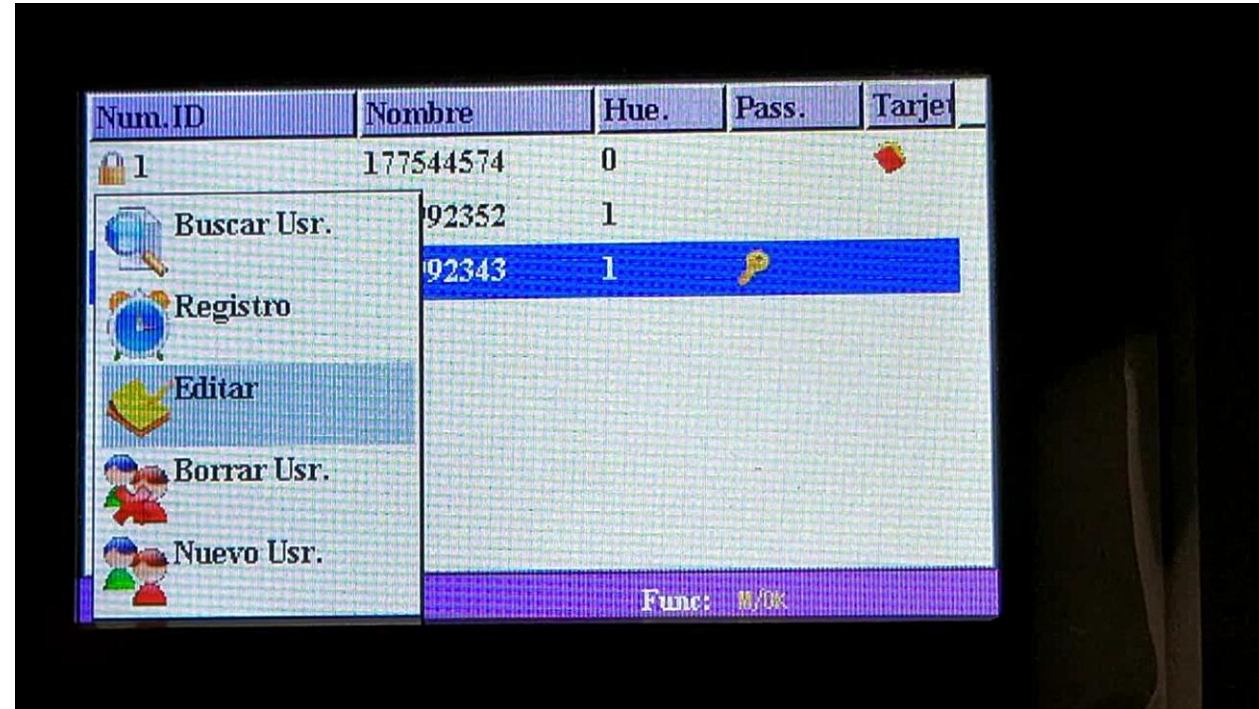 Num.ID Nombre Hue. Pass. Tarjet
1 177544574 0
92352 1
92343 1
Buscar Usr.
Registro
Editar
Borrar Usr.
Nuevo Usr.
Func: M/OK